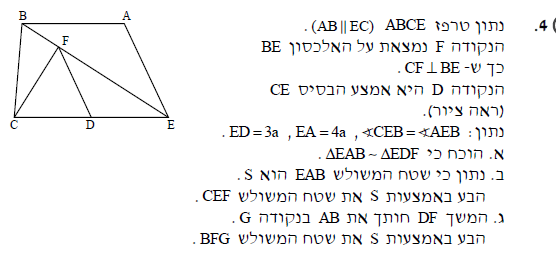 4. נתון טרפז ABCE (AB||EC).
הנקודה F נמצאת על האלכסון BE
כך ש- CF⊥BE.
הנקודה D היא אמצע הבסיס CE
(ראה ציור).
נתון: ∢CEB=∢AEB, EA=4a, ED=3a.
א. הוכח כי ΔEAB~ΔEDF.
ב. נתון כי שטח המשולש EAB הוא S.
הבע באמצעות S את שטח המשולש CEF.
ג. המשך DF חותך את AB בנקודה G.
הבע באמצעות S את שטח המשולש BFG.
B
A
F
C
D
E